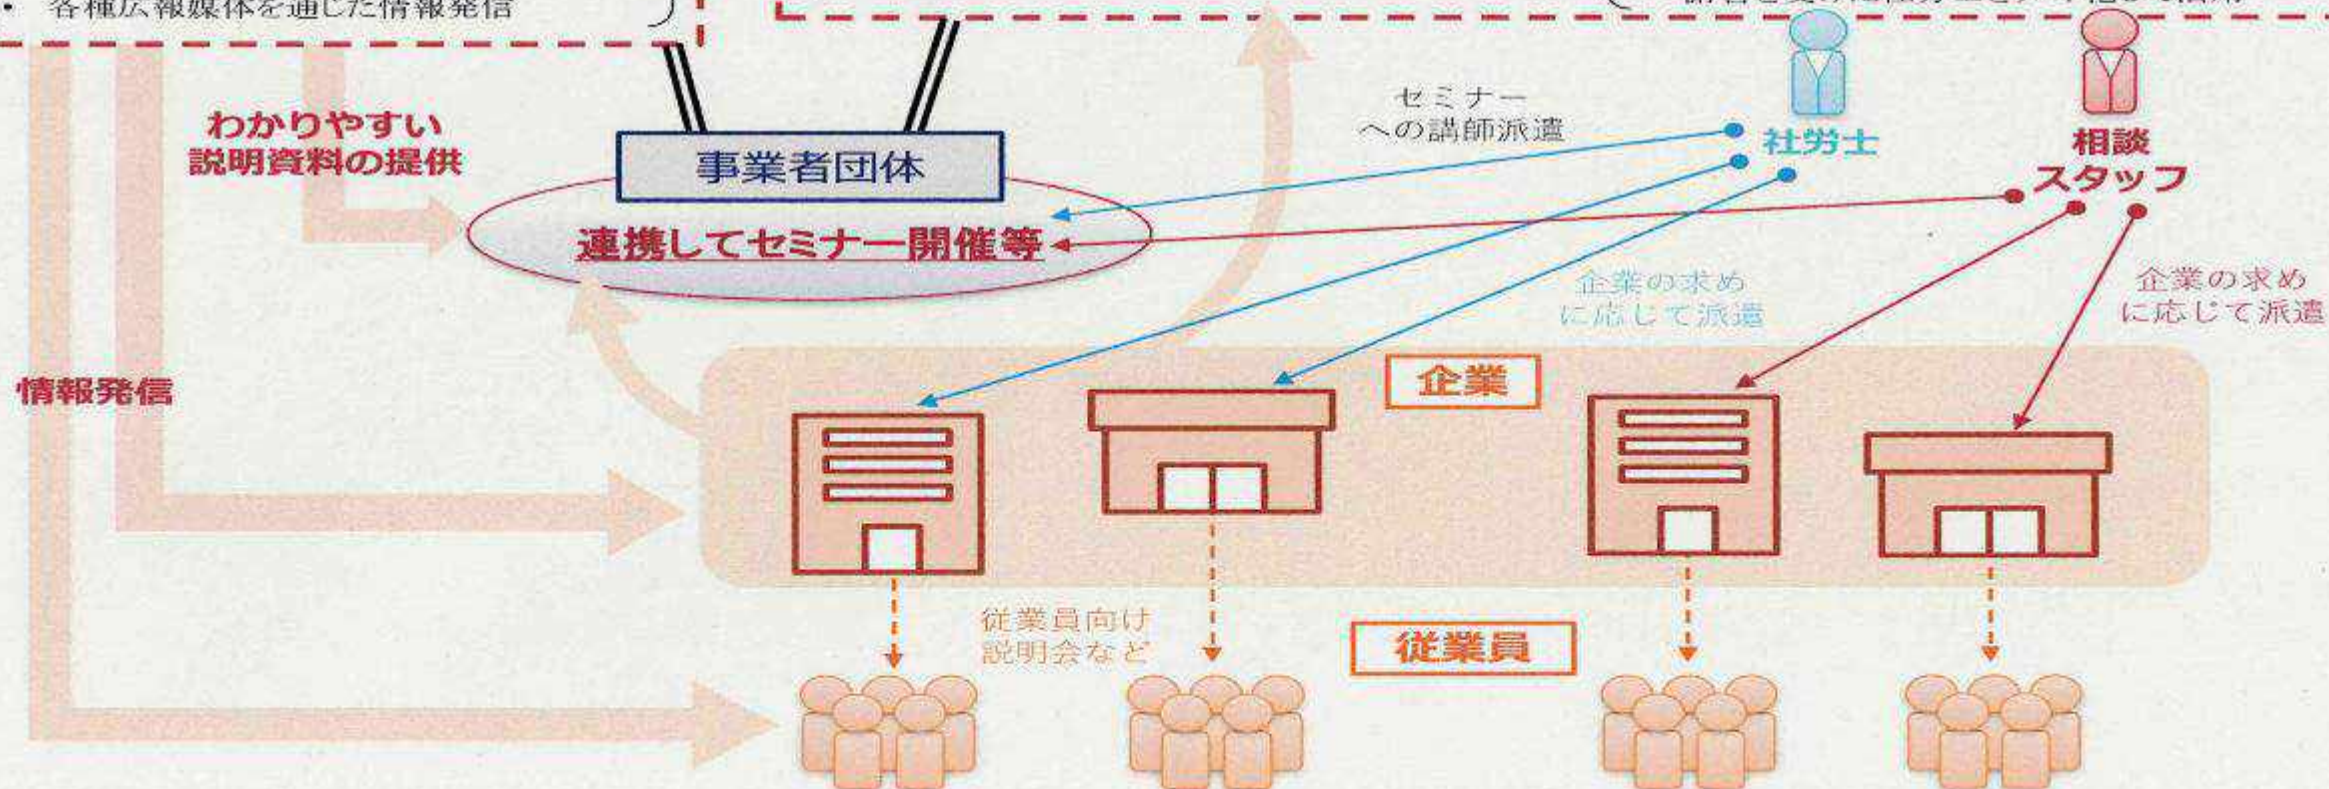 ・ 各種広報媒体を通じた情報発信
わかりやすい
説明資料の提供
事業者団体
連携してセミナー開催等
セミナー
への講師派遣
社労士
相談
スタッフ
企業の求め
に応じて派遣
企業の求め
に応じて派遣
情報発信
企業
従業員向け
説明会など
従業員